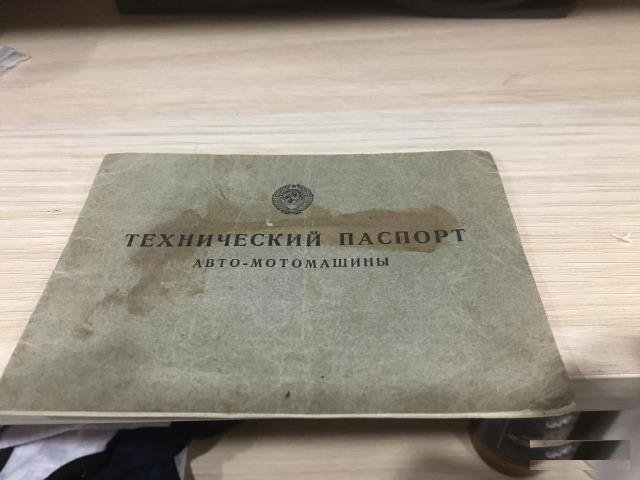 ТЕХНИЧЕСКИЙ ПАСПОРТ
АВТО-МОТОМАШИНЫ